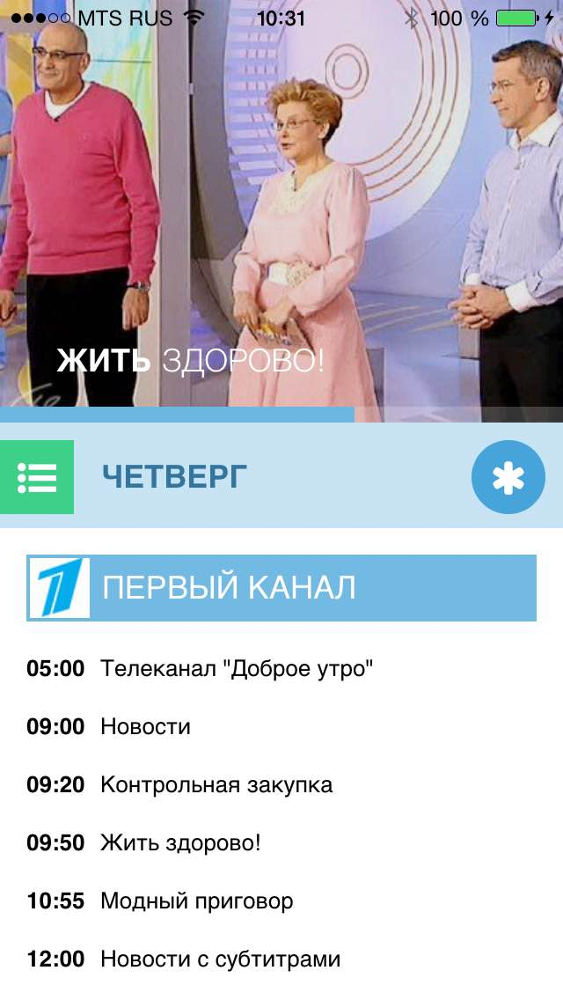 MTS RUS 10:31 100 %
ЖИТЬ ЗДОРОВО!
ЧЕТВЕРГ
ПЕРВЫЙ КАНАЛ
05:00 Телеканал "Доброе утро"
09:00 Новости
09:20 Контрольная закупка
09:50 Жить здорово!
10:55 Модный приговор
12:00 Новости с субтитрами